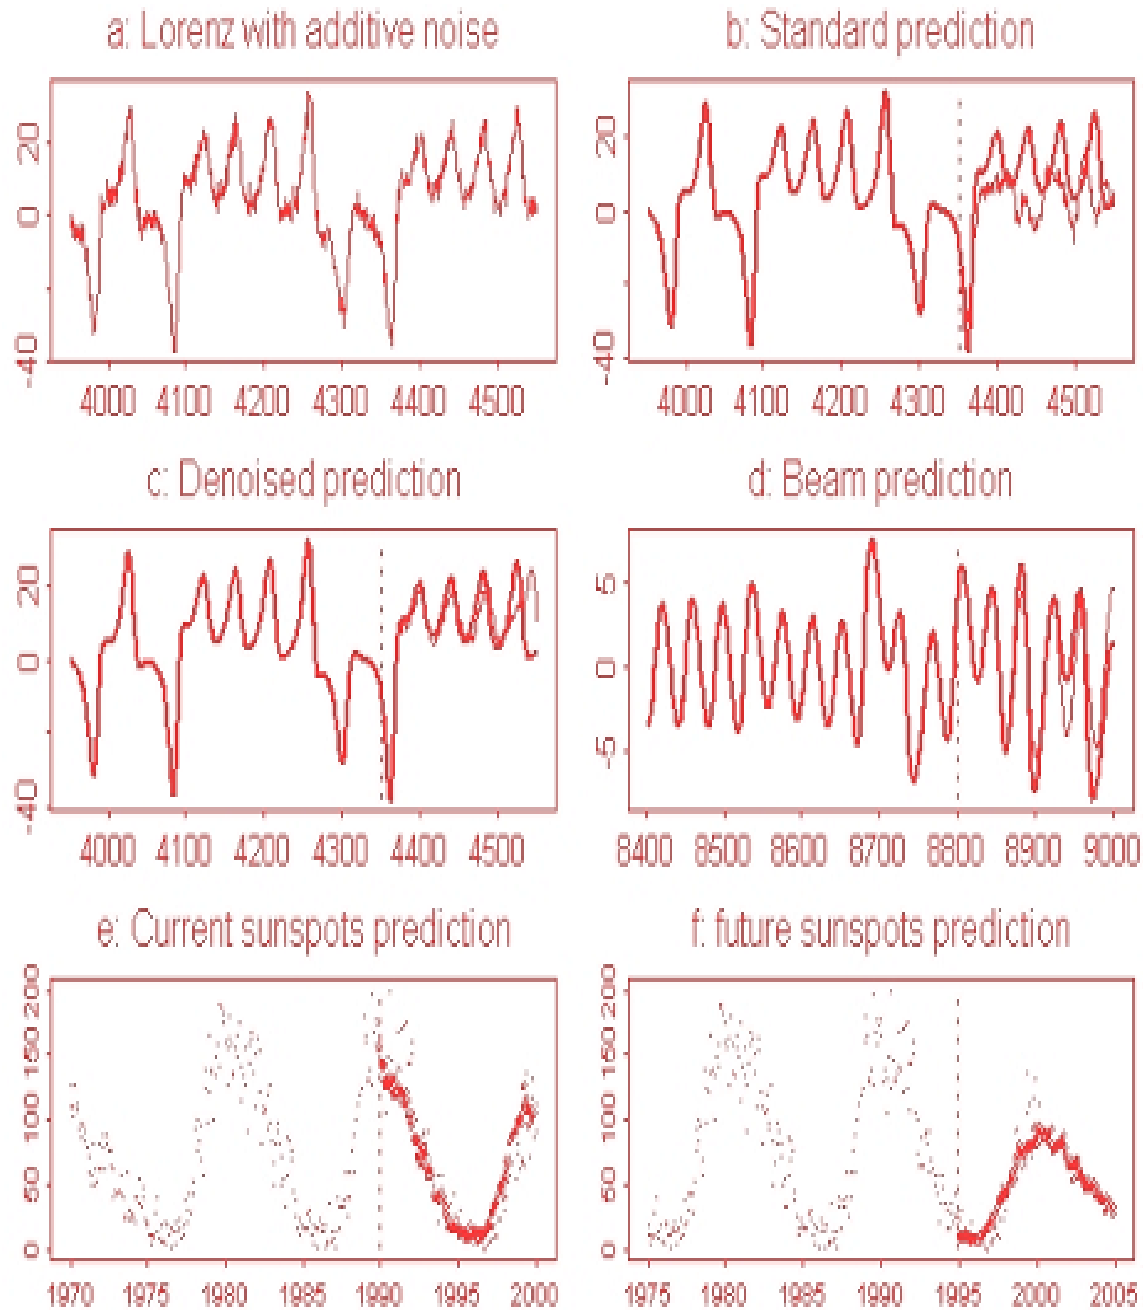 a: Lorenz with additive noise
b: Standard prediction
20
0
-40
4000 4100 4200 4300 4400 4500
20
0
-40
4000 4100 4200 4300 4400 4500
c: Denoised prediction
d: Beam prediction
20
0
-40
4000 4100 4200 4300 4400 4500
5
0
-5
8400 8500 8600 8700 8800 8900 9000
e: Current sunspots prediction
f: future sunspots prediction
200
150
100
50
0
1970 1975 1980 1985 1990 1995 2000
200
150
100
50
0
1975 1980 1985 1990 1995 2000 2005